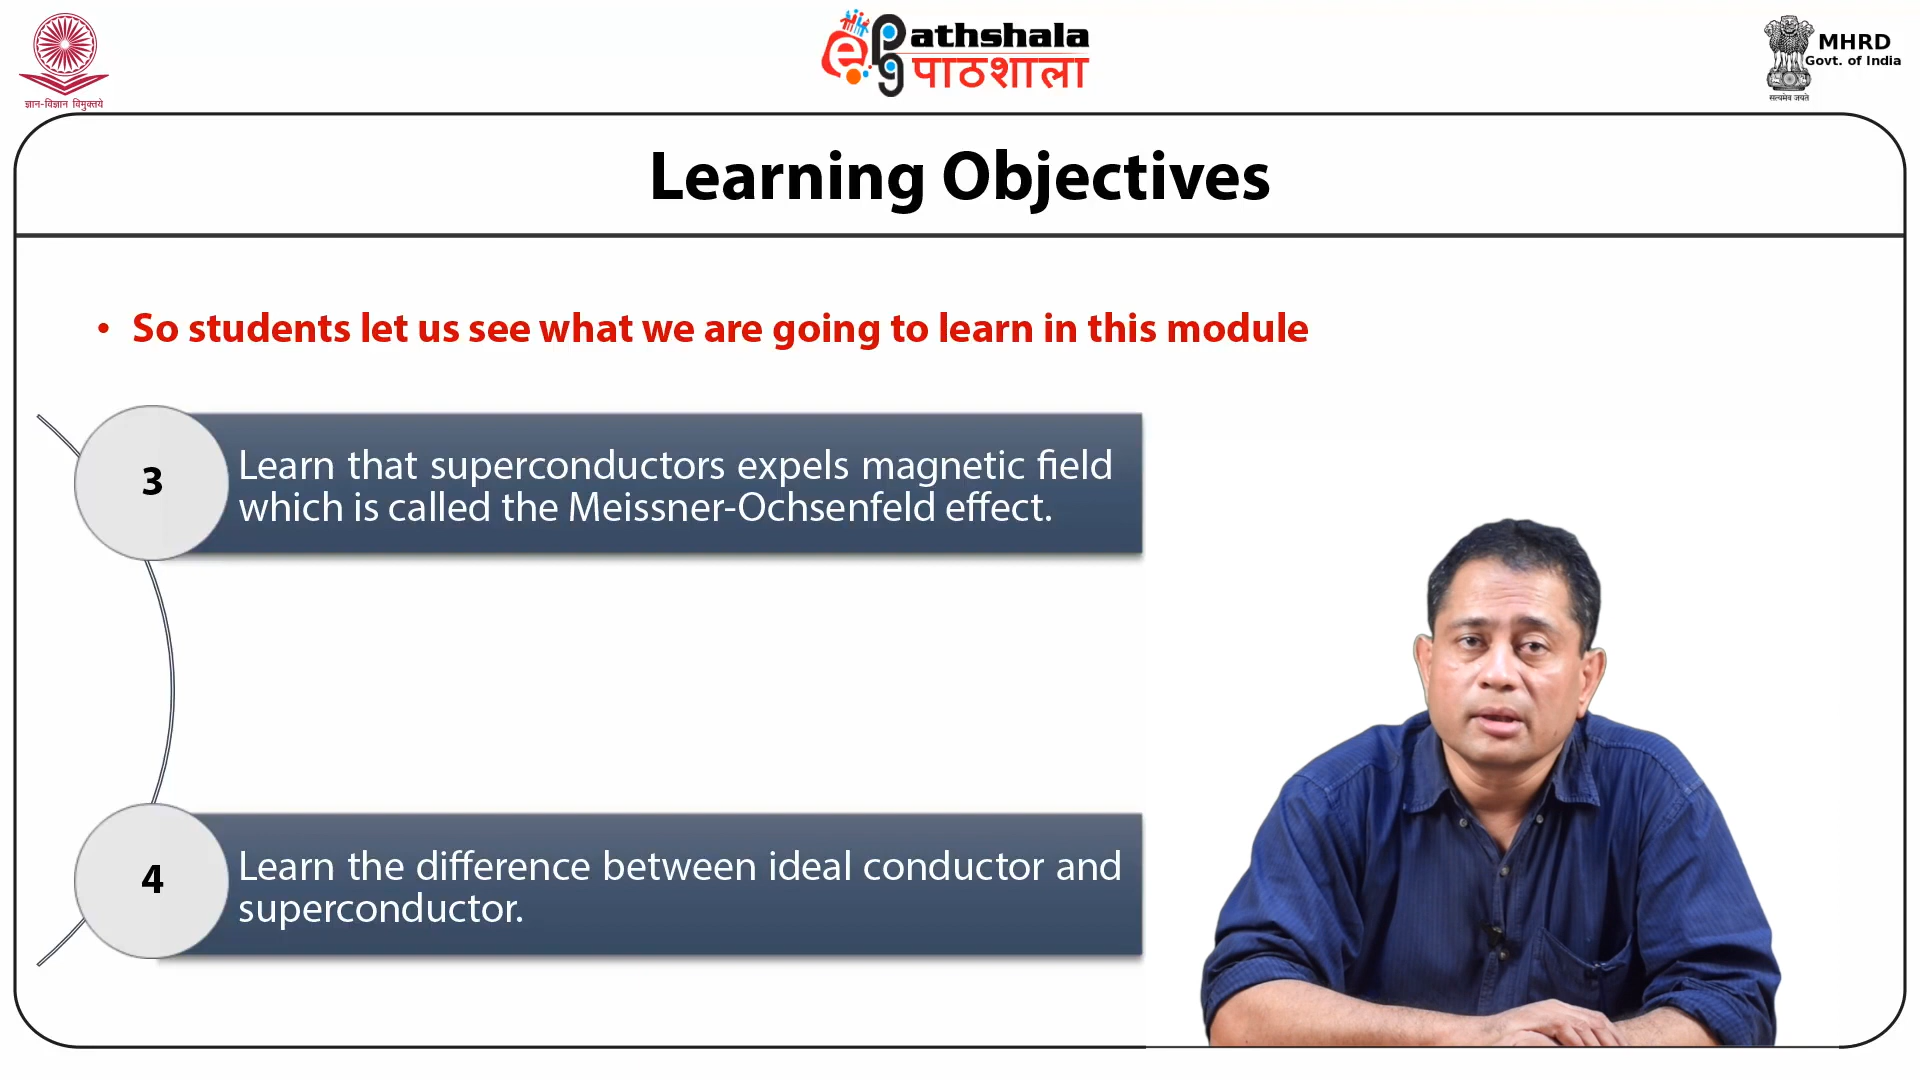 ज्ञान-विज्ञान विमुक्तये
ePathshala
पाठशाला
MHRD
Govt. of India
सत्यमेव जयते
Learning Objectives
• So students let us see what we are going to learn in this module
3
Learn that superconductors expels magnetic field
which is called the Meissner-Ochsenfeld effect.
4
Learn the difference between ideal conductor and
superconductor.